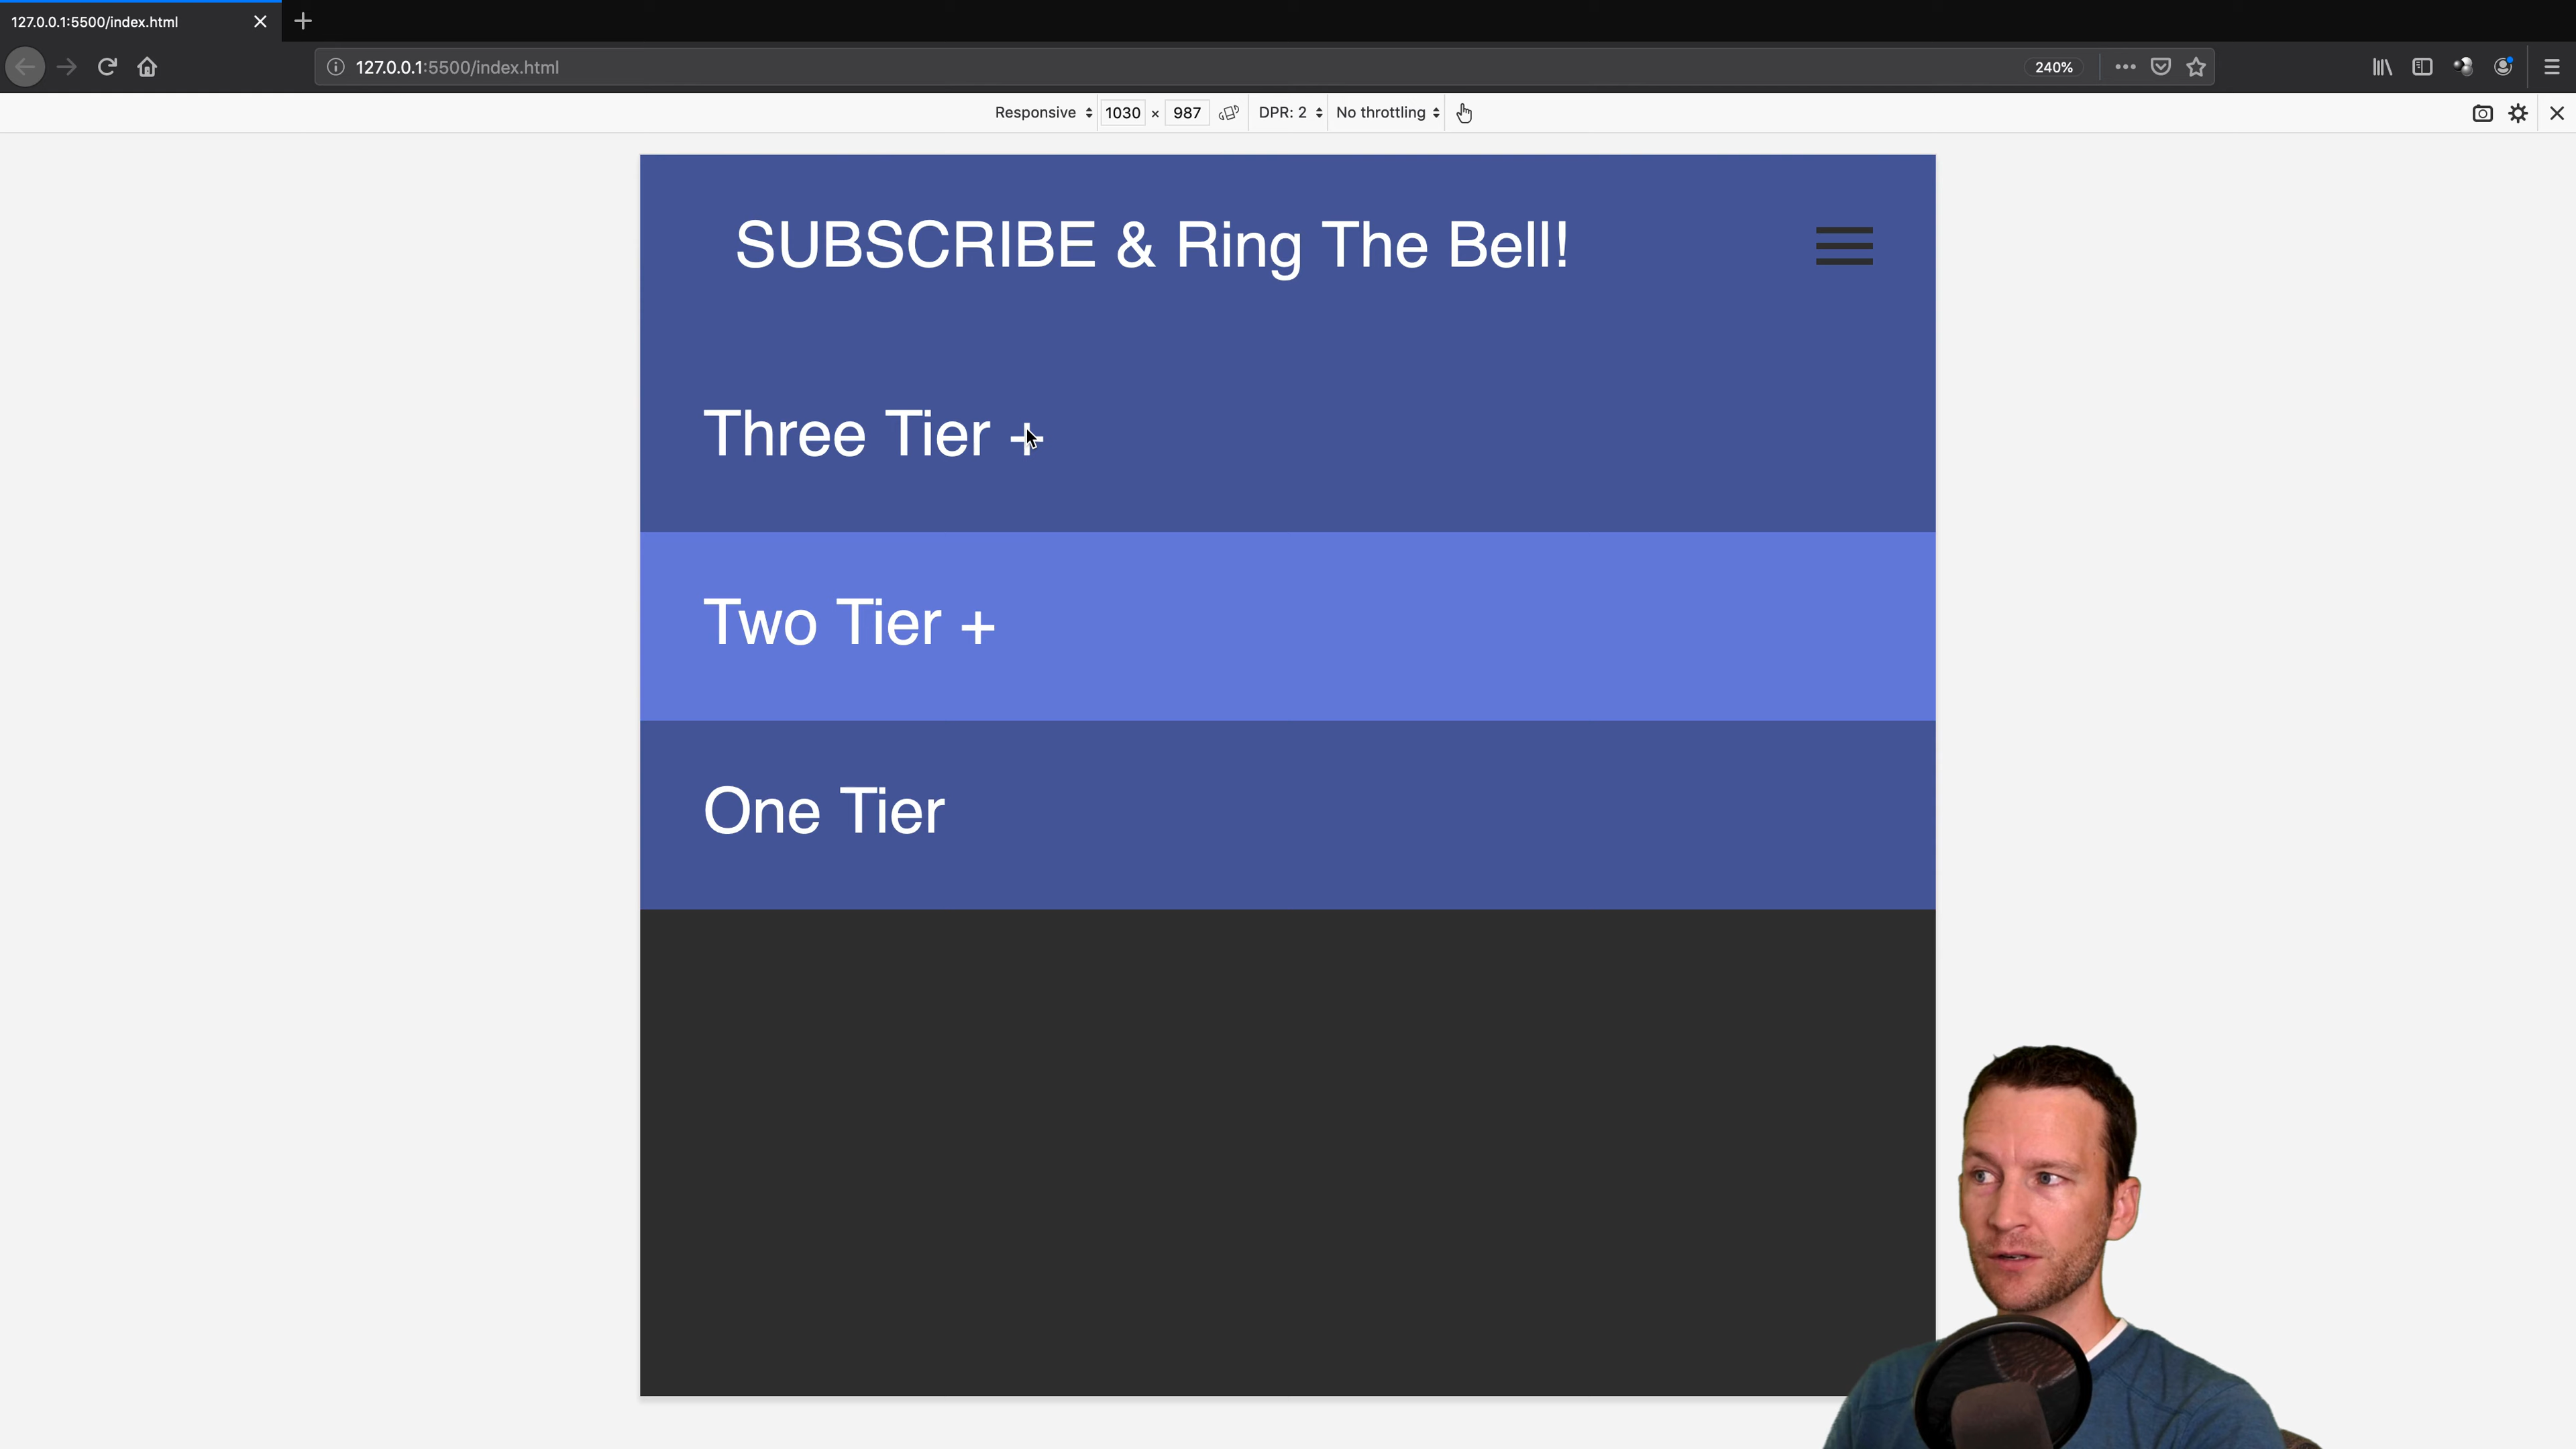 127.0.0.1:5500/index.html
127.0.0.1:5500/index.html 240%
Responsive 1030 × 987 DPR: 2 No throttling
SUBSCRIBE & Ring The Bell!
Three Tier +
Two Tier +
One Tier